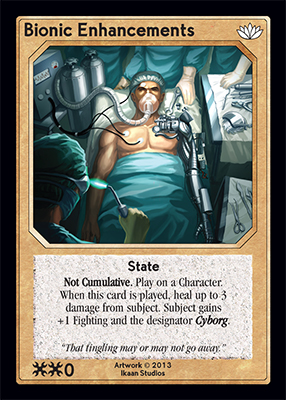 Bionic Enhancements
State
Not Cumulative. Play on a Character.
When this card is played, heal up to 3
damage from subject. Subject gains
+1 Fighting and the designator Cyborg.
"That tingling may or may not go away."
0
Artwork © 2013
Ikaan Studios